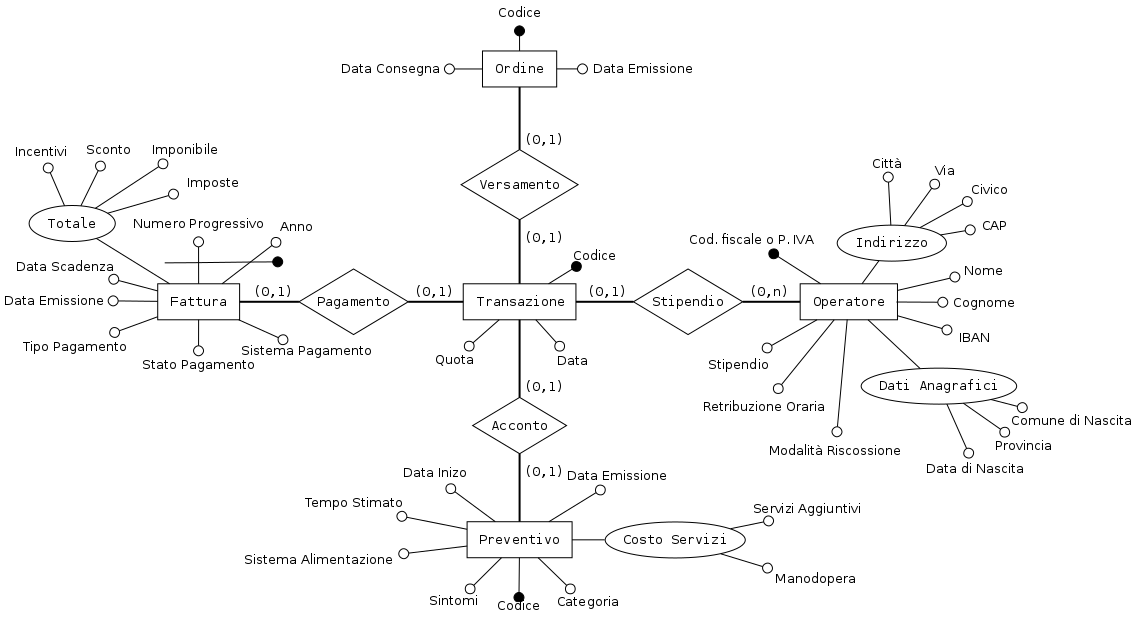 Codice
Ordine
Data Consegna
Data Emissione
(0,1)
Versamento
(0,1)
Incentivi
Sconto
Imponibile
Imposte
Totale
Numero Progressivo
Anno
Data Scadenza
Data Emissione
Fattura
Tipo Pagamento
Stato Pagamento
Sistema Pagamento
(0,1)
Pagamento
(0,1)
Codice
Transazione
Quota
Data
(0,1)
Stipendio
(0,n)
Cod. fiscale o P.IVA
Operatore
Città
Via
Civico
CAP
Indirizzo
Nome
Cognome
IBAN
Stipendio
Retribuzione Oraria
Modalità Riscossione
Dati Anagrafici
Comune di Nascita
Provincia
Data di Nascita
(0,1)
Acconto
(0,1)
Data Inizo
Data Emissione
Tempo Stimato
Sistema Alimentazione
Preventivo
Costo Servizi
Servizi Aggiuntivi
Manodopera
Sintomi
Codice
Categoria